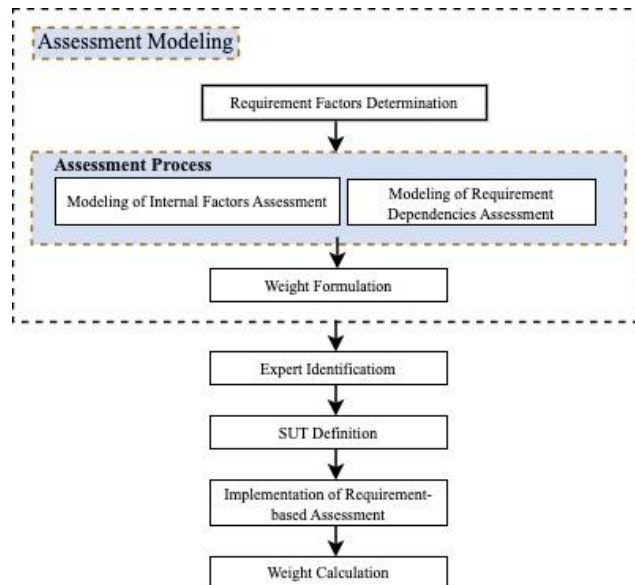 Assessment Modeling
Requirement Factors Determination
Assessment Process
Modeling of Internal Factors Assessment
Modeling of Requirement
Dependencies Assessment
Weight Formulation
Expert Identificatiom
SUT Definition
Implementation of Requirement-
based Assessment
Weight Calculation